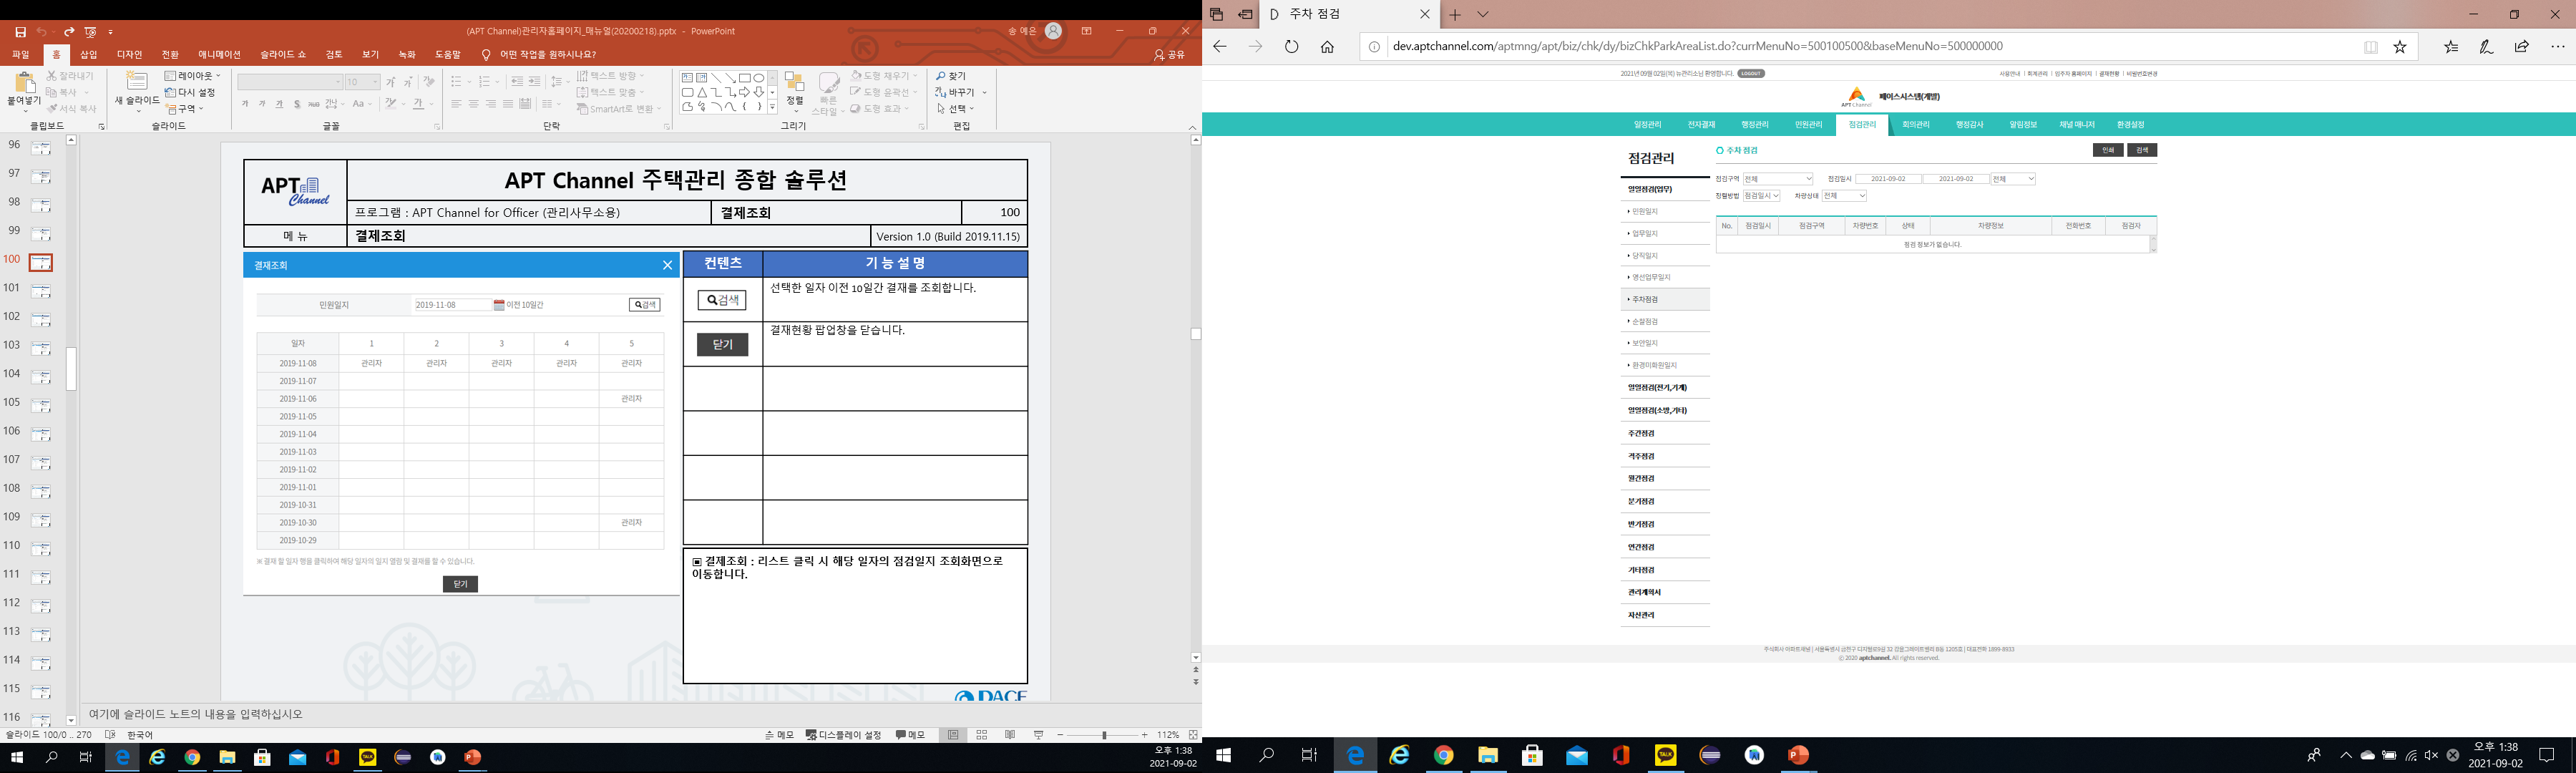 (APT Channel)관리자홈페이지_매뉴얼(20200218).pptx - PowerPoint
송 예은
파일 홈 삽입 디자인 전환 애니메이션 슬라이드 쇼 검토 보기 녹화 도움말 어떤 작업을 원하시나요? 공유
붙여넣기 잘라내기 복사 서식 복사
새 슬라이드 레이아웃 다시 설정 구역
10
텍스트 방향 텍스트 맞춤 SmartArt로 변환
정렬 빠른 스타일 도형 채우기 도형 윤곽선 도형 효과
찾기 바꾸기 선택
클립보드 슬라이드 글꼴 단락 그리기 편집
96
97
98
99
100
101
102
103
104
105
106
107
108
109
110
111
112
113
114
115
116
APT Channel
APT Channel 주택관리 종합 솔루션
프로그램 : APT Channel for Officer (관리사무소용) 결제조회 100
메 뉴 결제조회 Version 1.0 (Build 2019.11.15)
결재조회
민원일지 2019-11-08 이전 10일간 검색
일자 1 2 3 4 5
2019-11-08 관리자 관리자 관리자 관리자 관리자
2019-11-07
2019-11-06 관리자
2019-11-05
2019-11-04
2019-11-03
2019-11-02
2019-11-01
2019-10-31
2019-10-30 관리자
2019-10-29
※ 결재 할 일자 행을 클릭하여 해당 일자의 일지 열람 및 결재를 할 수 있습니다.
닫기
컨텐츠 기 능 설 명
검색 선택한 일자 이전 10일간 결재를 조회합니다.
닫기 결재현황 팝업창을 닫습니다.
▣ 결제조회 : 리스트 클릭 시 해당 일자의 점검일지 조회화면으로
이동합니다.
DACE
여기에 슬라이드 노트의 내용을 입력하십시오
슬라이드 100/0 .. 270 한국어 메모 디스플레이 설정 메모 112%
오후 1:38
2021-09-02
주차 점검
dev.aptchannel.com/aptmng/apt/biz/chk/dy/bizChkParkAreaList.do?currMenuNo=500100500&baseMenuNo=500000000
2021년 09월 02일(목) 뉴관리소님 환영합니다. LOGOUT
사용안내 | 회계관리 | 입주자 홈페이지 | 결재현황 | 비밀번호변경
APT Channel 페이스시스템(개발)
일정관리 전자결재 행정관리 민원관리 점검관리 회의관리 행정감사 알림정보 채널 매니저 환경설정
점검관리
일일점검(업무)
민원일지
업무일지
당직일지
영선업무일지
주차점검
순찰점검
보안일지
환경미화원일지
일일점검(전기,기계)
일일점검(소방,기타)
주간점검
격주점검
월간점검
분기점검
반기점검
연간점검
기타점검
관리계획서
자산관리
주차 점검 인쇄 검색
점검구역 전체 점검일시 2021-09-02 2021-09-02 전체
정렬방법 점검일시 차량상태 전체
No. 점검일시 점검구역 차량번호 상태 차량정보 전화번호 점검자
점검 정보가 없습니다.
ⓒ 2020 aptchannel. All rights reserved.
오후 1:38
2021-09-02